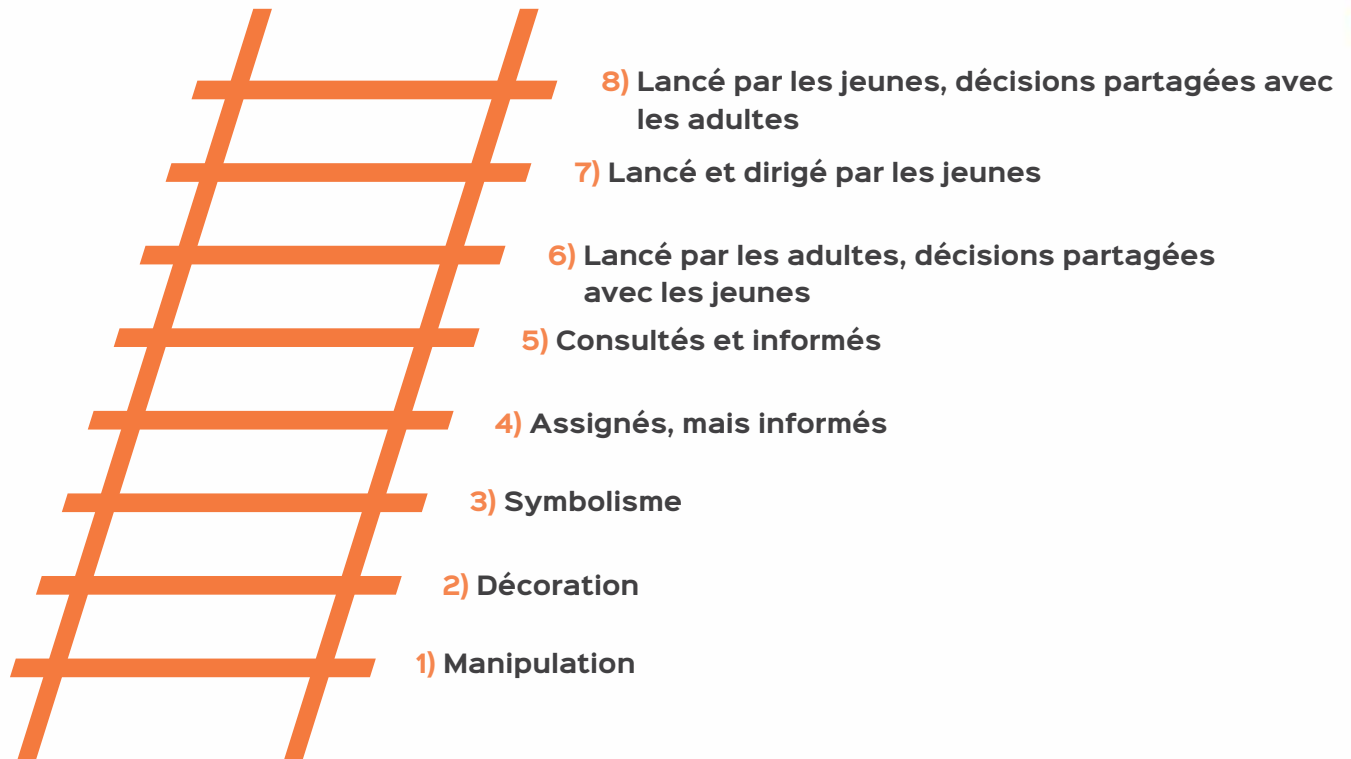 8) Lancé par les jeunes, décisions partagées avec
les adultes
7) Lancé et dirigé par les jeunes
6) Lancé par les adultes, décisions partagées
avec les jeunes
5) Consultés et informés
4) Assignés, mais informés
3) Symbolisme
2) Décoration
1) Manipulation